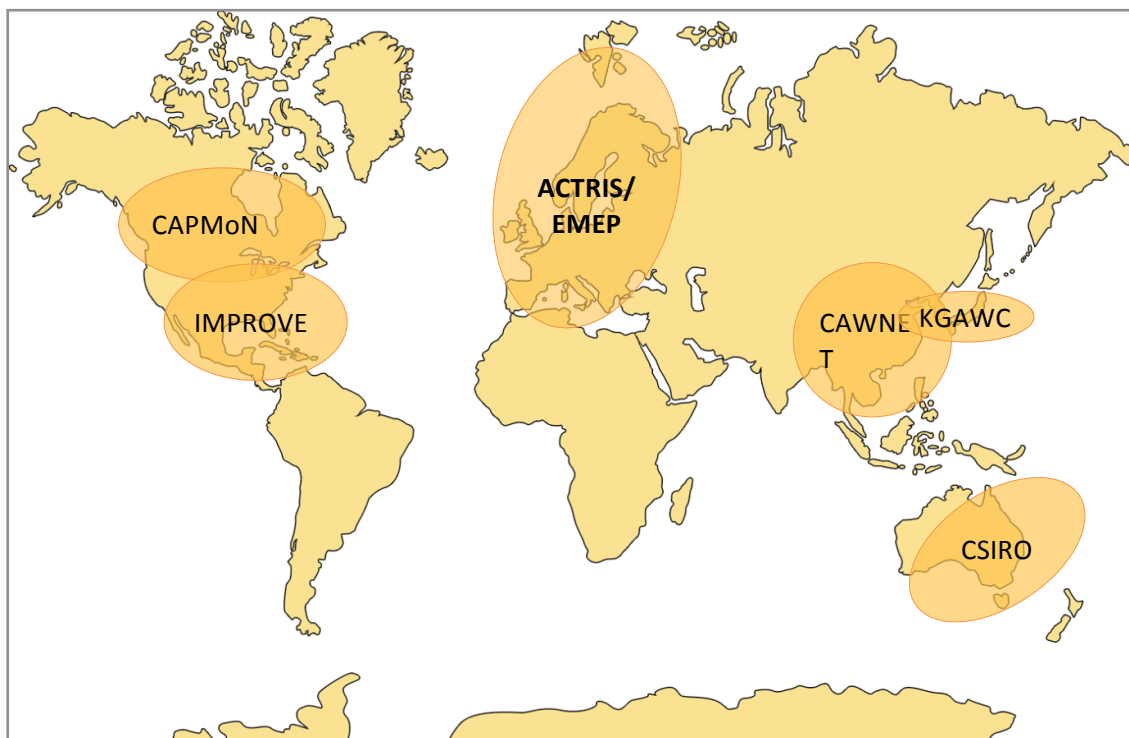 ACTRIS/
EMEP
CAPMoN
IMPROVE
CAWNE
T
KGAWC
CSIRO